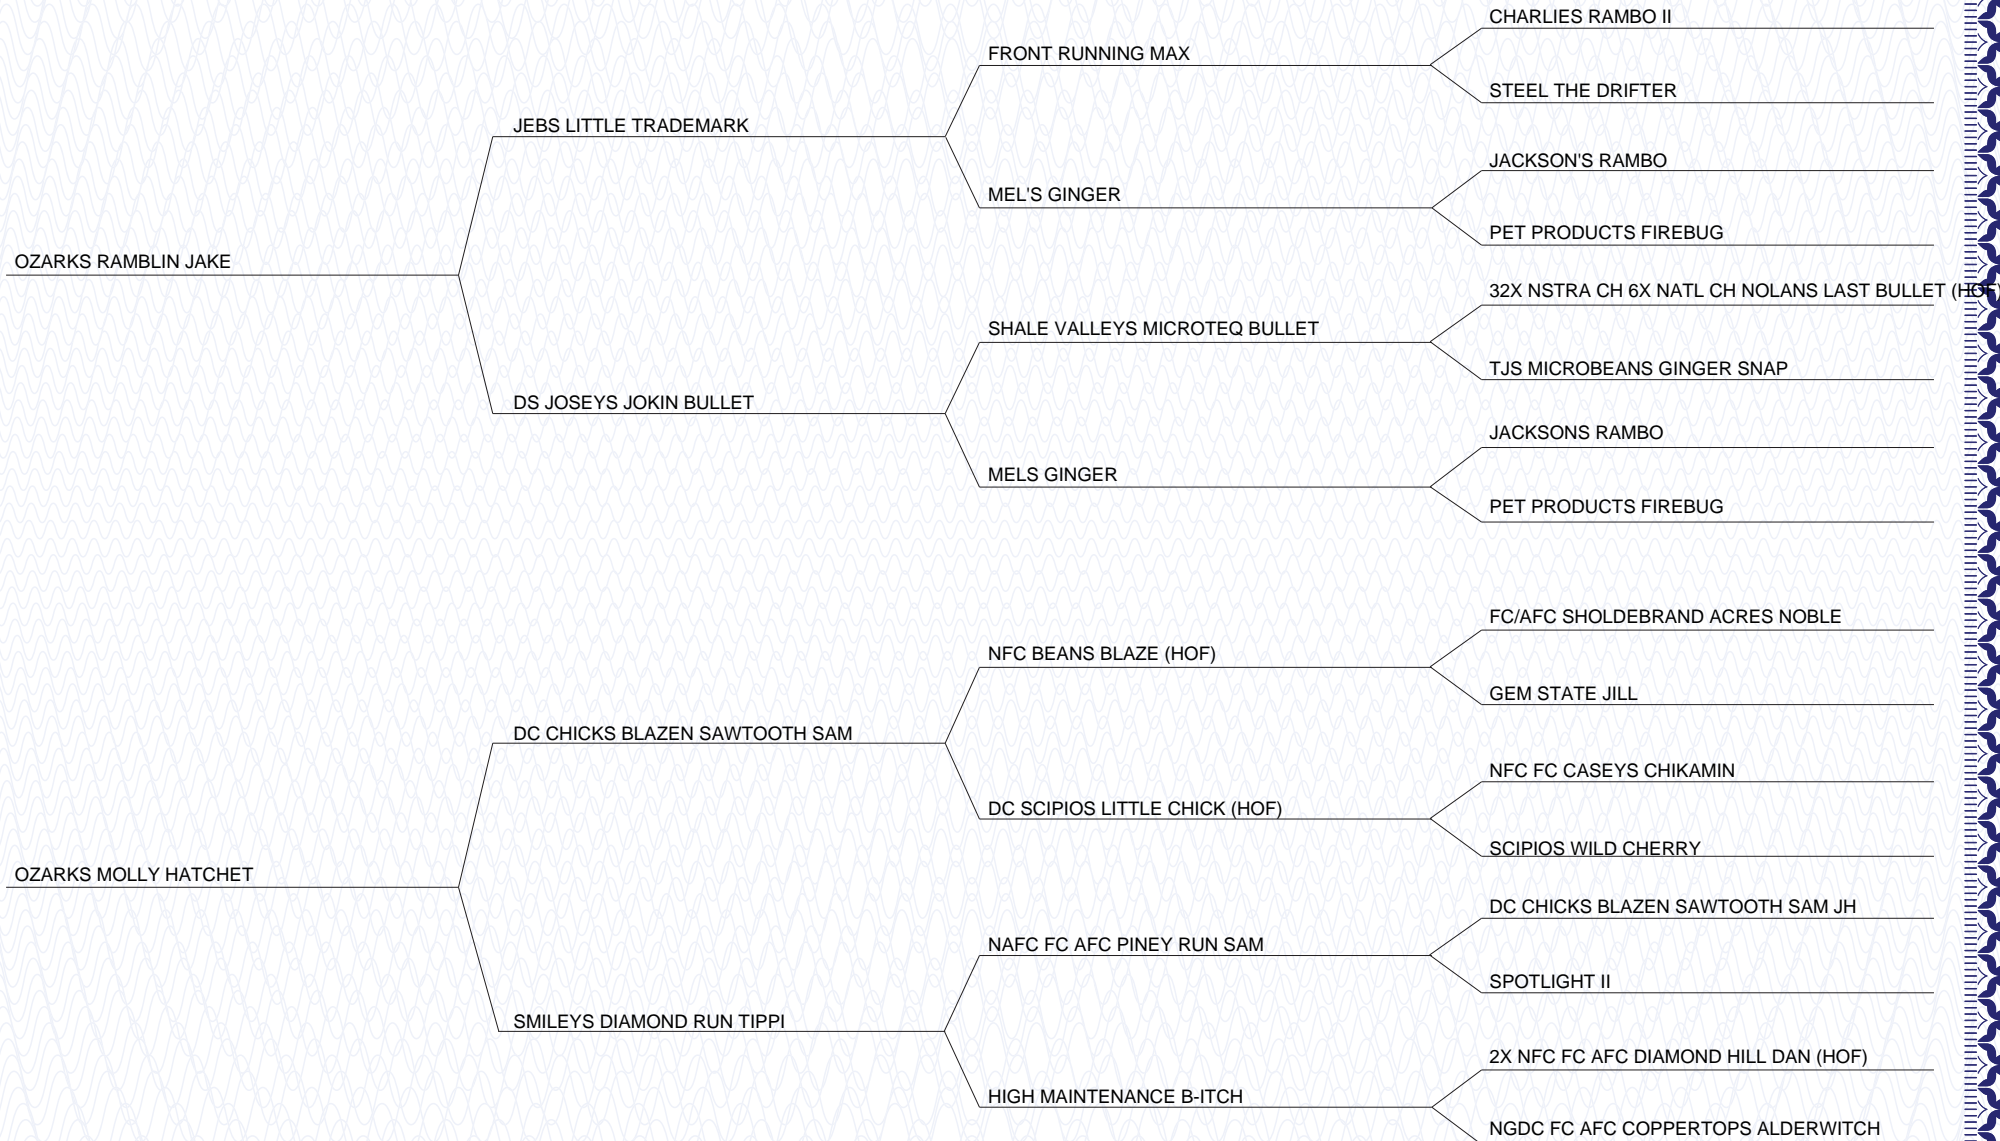 CHARLIES RAMBO II
FRONT RUNNING MAX
STEEL THE DRIFTER
JEBS LITTLE TRADEMARK
JACKSON'S RAMBO
MEL'S GINGER
PET PRODUCTS FIREBUG
OZARKS RAMBLIN JAKE
32X NSTRA CH 6X NATL CH NOLANS LAST BULLET (HOF)
SHALE VALLEYS MICROTEQ BULLET
TJS MICROBEANS GINGER SNAP
DS JOSEYS JOKIN BULLET
JACKSONS RAMBO
MELS GINGER
PET PRODUCTS FIREBUG
FC/AFC SHOLDEBRAND ACRES NOBLE
NFC BEANS BLAZE (HOF)
GEM STATE JILL
DC CHICKS BLAZEN SAWTOOTH SAM
NFC FC CASEYS CHIKAMIN
DC SCIPIOS LITTLE CHICK (HOF)
SCIPIOS WILD CHERRY
OZARKS MOLLY HATCHET
DC CHICKS BLAZEN SAWTOOTH SAM JH
NAFC FC AFC PINEY RUN SAM
SPOTLIGHT II
SMILEYS DIAMOND RUN TIPPI
2X NFC FC AFC DIAMOND HILL DAN (HOF)
HIGH MAINTENANCE B-ITCH
NGDC FC AFC COPPERTOPS ALDERWITCH